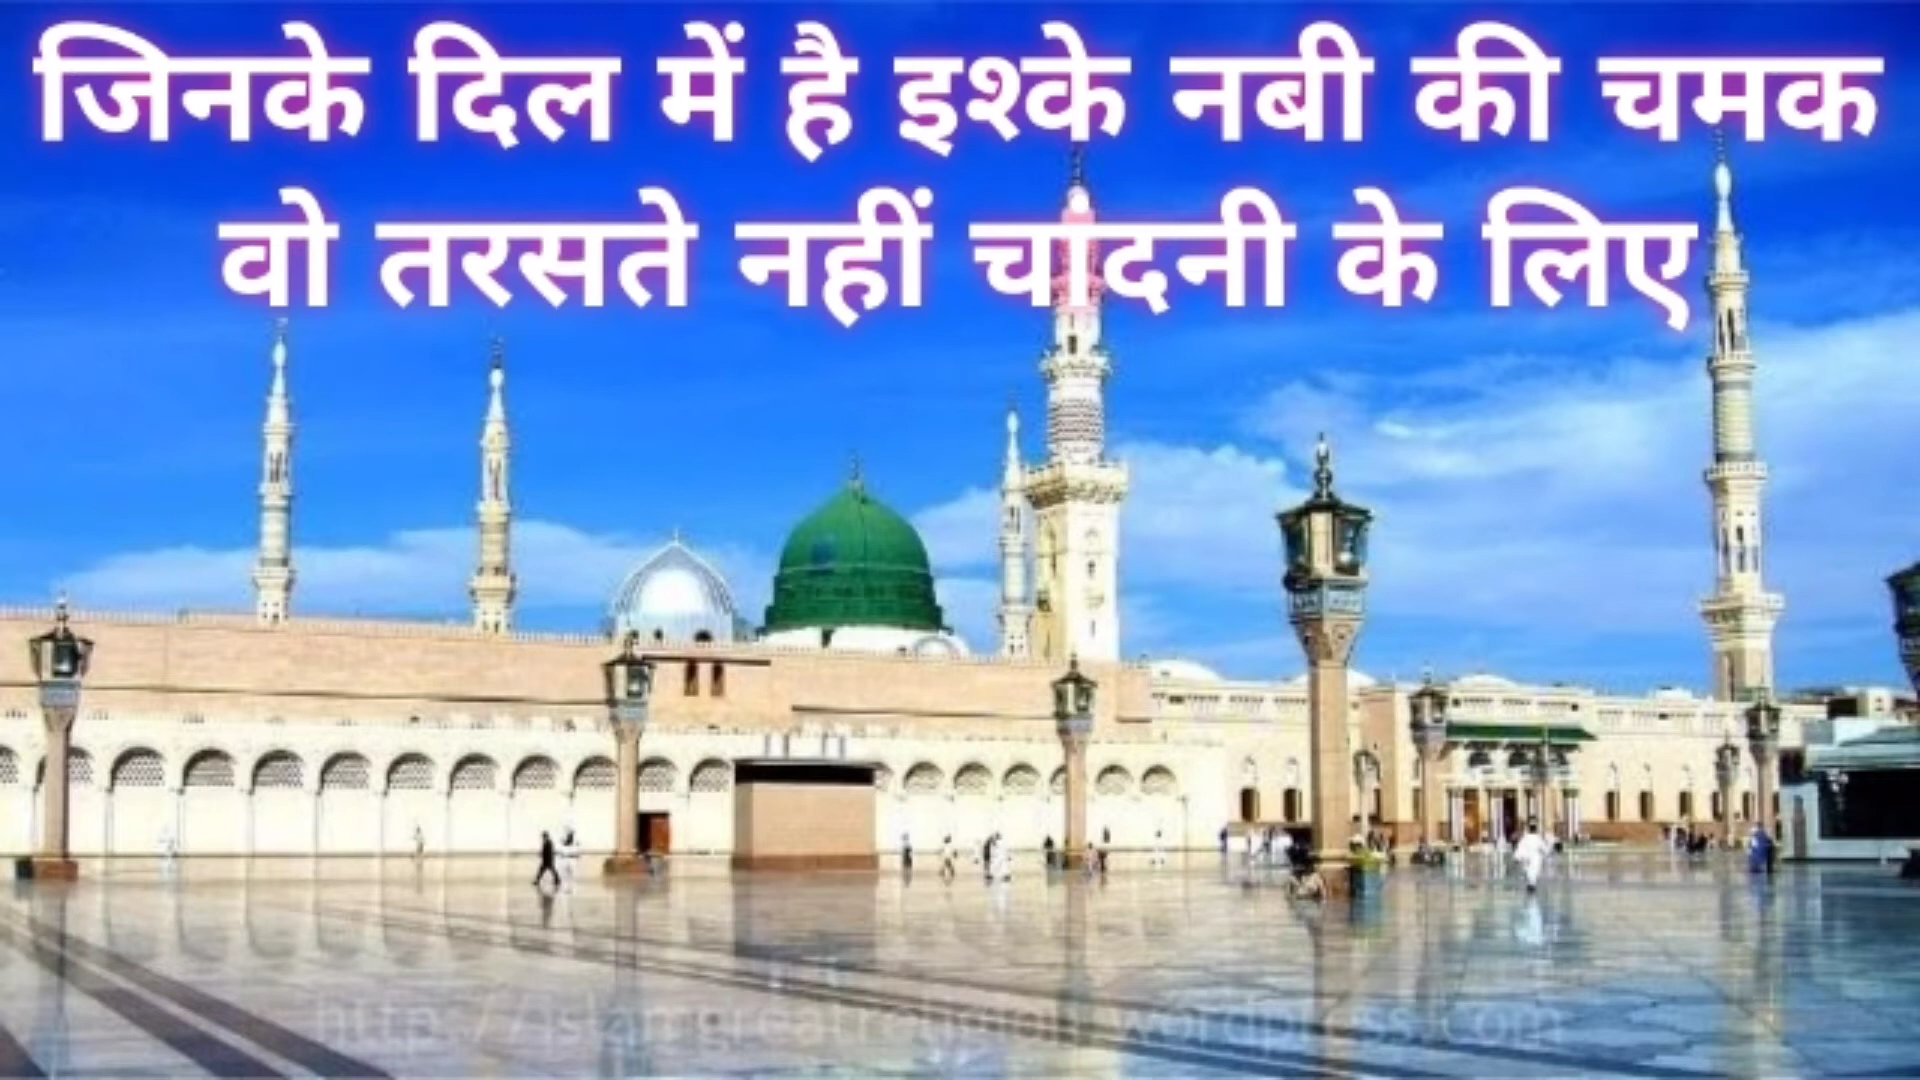 जिनके दिल में है इश्के नबी की चमक
वो तरसते नहीं चादनी के लिए